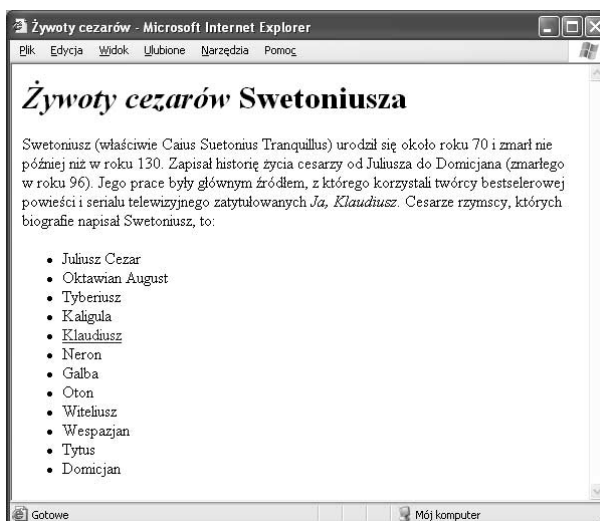 Żywoty cezarów - Microsoft Internet Explorer
Plik Edycja Widok Ulubione Narzędzia Pomoc
Żywoty cezarów Swetoniusza
Swetoniusz (właściwie Caius Suetonius Tranquillus) urodził się około roku 70 i zmarł nie
później niż w roku 130. Zapisał historię życia cesarzy od Juliusza do Domicjana (zmarłego
w roku 96). Jego prace były głównym źródłem, z którego korzystali twórcy bestselerowej
powieści i serialu telewizyjnego zatytułowanych Ja, Klaudiusz. Cesarze rzymscy, których
biografie napisał Swetoniusz, to:
• Juliusz Cezar
• Oktawian August
• Tyberiusz
• Kaligula
• Klaudiusz
• Neron
• Galba
• Oton
• Witeliusz
• Wespazjan
• Tytus
• Domicjan
Gotowe Mój komputer